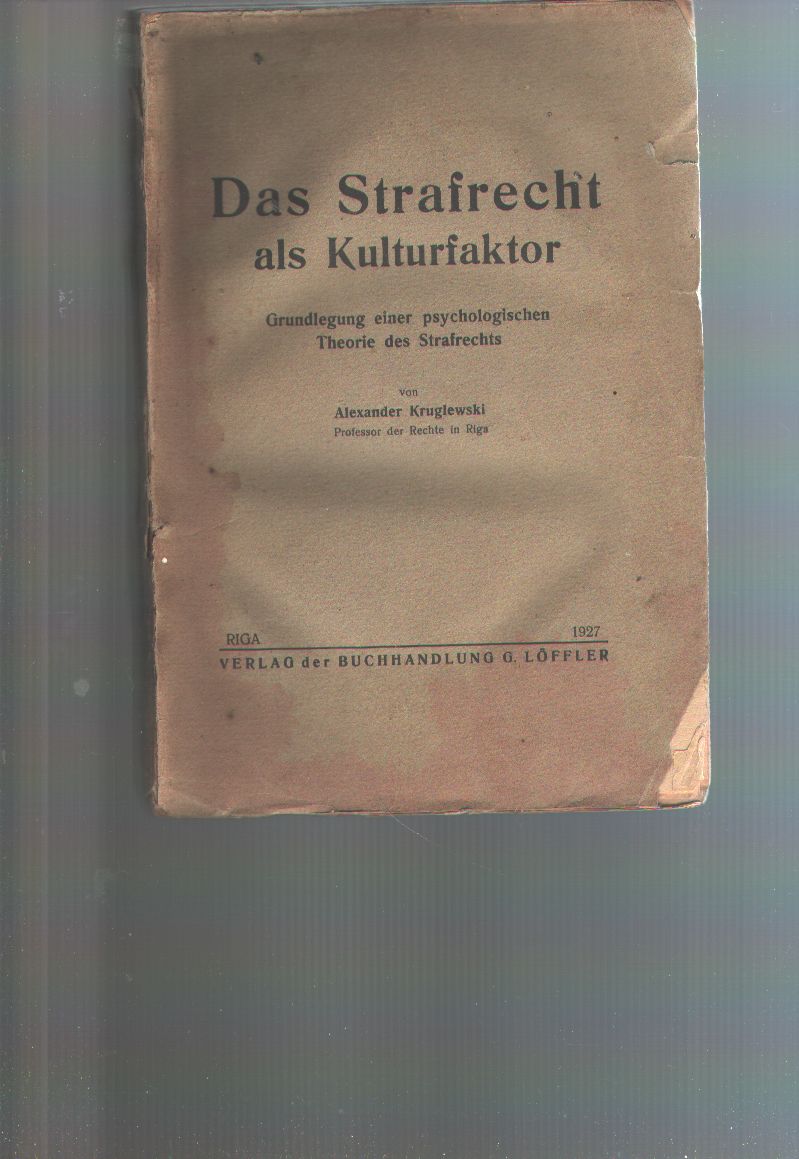 Das Strafrecht
als Kulturfaktor
Grundlegung einer psychologischen
Theorie des Strafrechts
von
Alexander Kruglewski
Professor der Rechte in Riga
RIGA 1927
VERLAG der BUCHHANDLUNG G. LÖFFLER